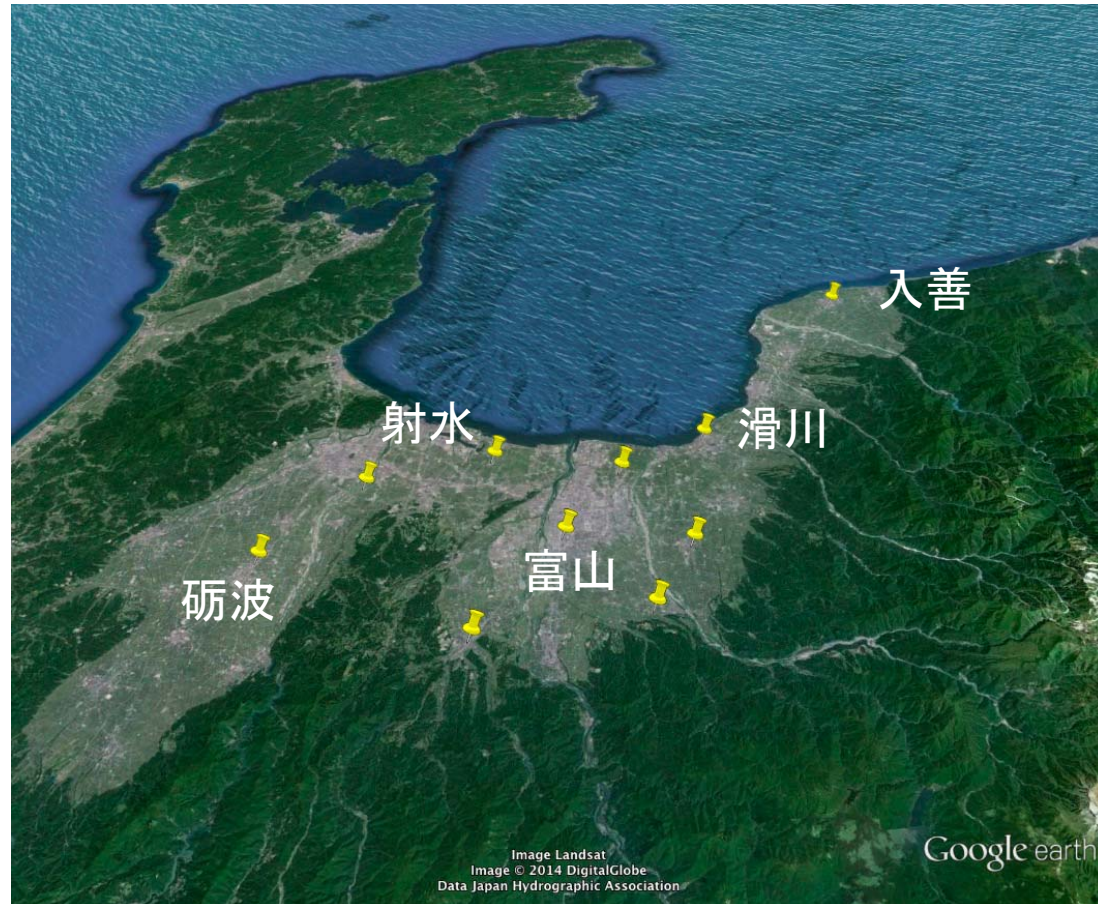 入善
射水
滑川
富山
砺波
Google earth
Image Landsat
Image © 2014 DigitalGlobe
Data Japan Hydrographic Association